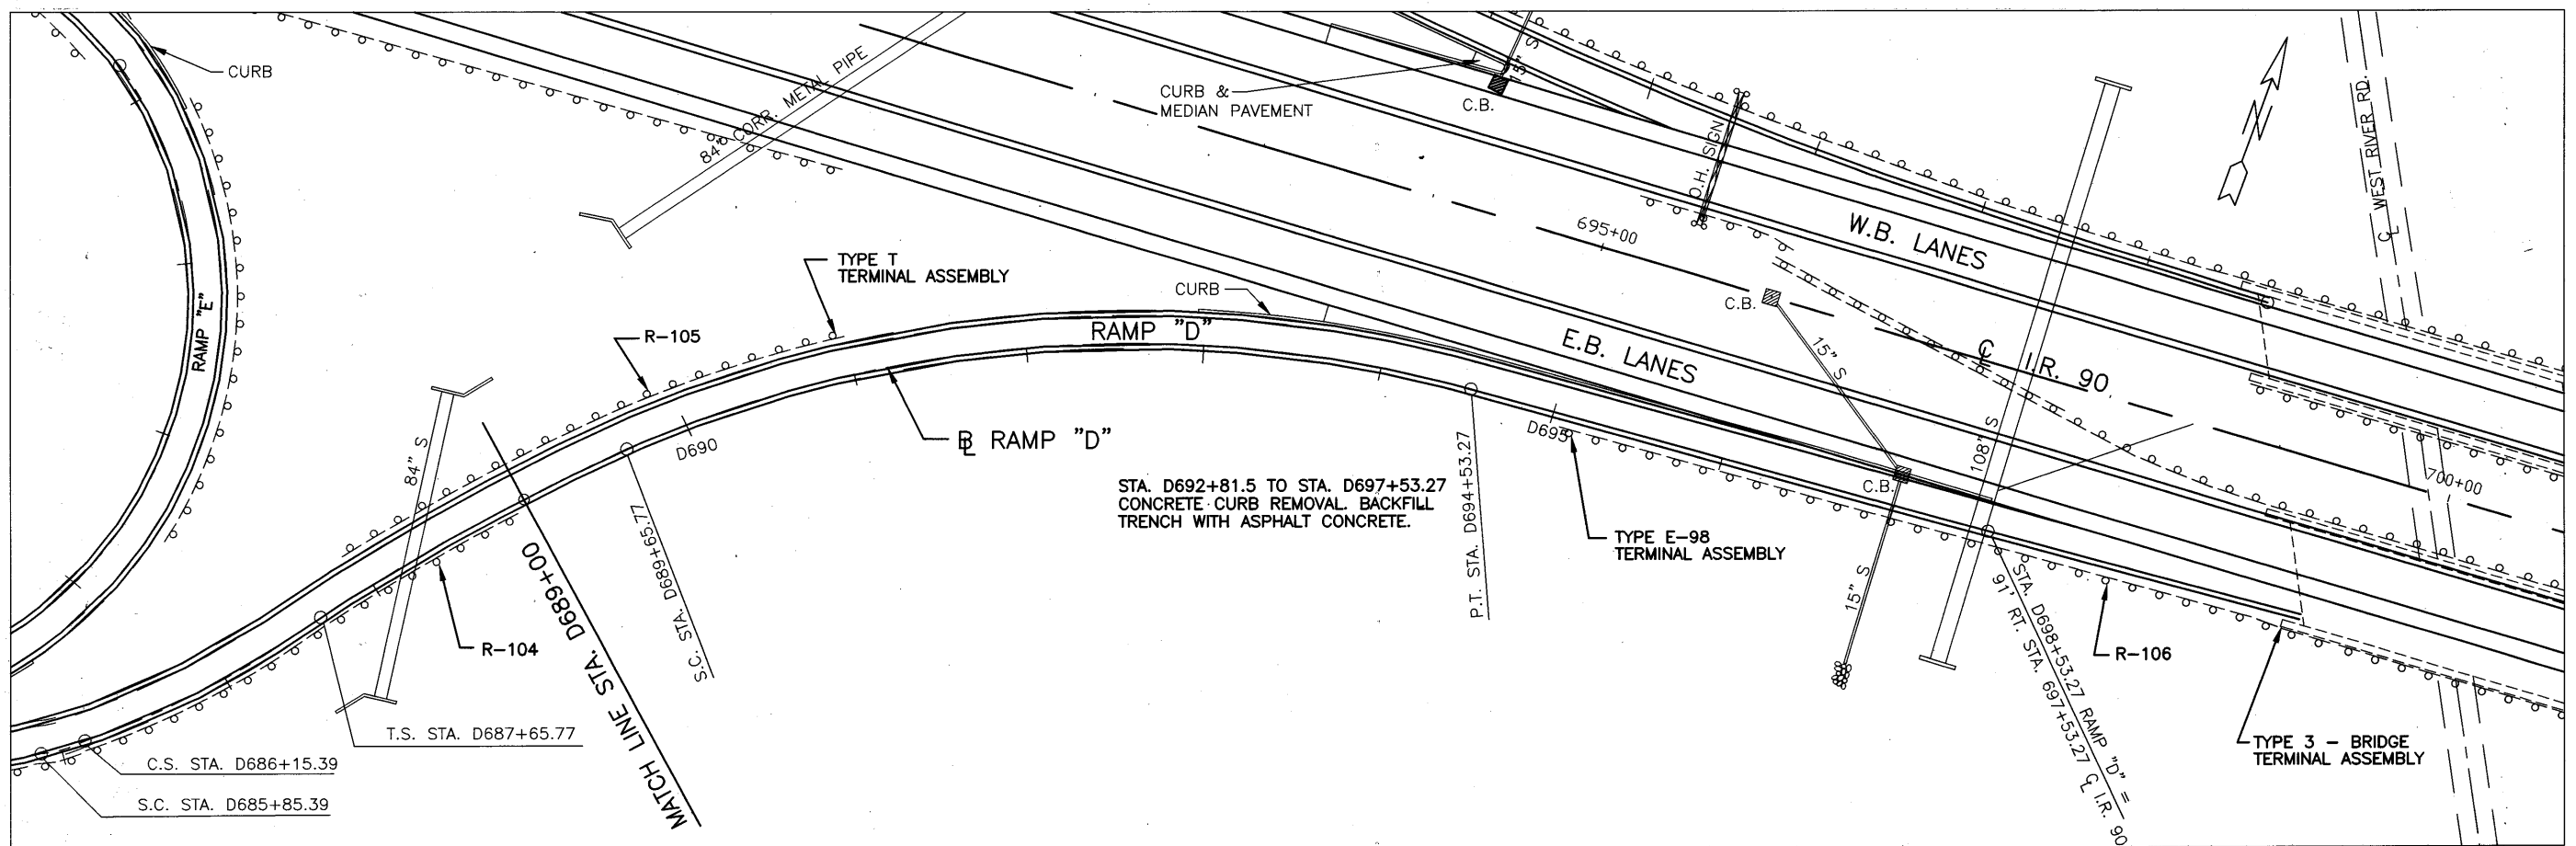 CURB
84" CORR. METAL PIPE
CURB &
MEDIAN PAVEMENT
C.B.
15" S
O.H. SIGN
W.B. LANES
℄ WEST RIVER RD.
N
695+00
C.B.
TYPE T
TERMINAL ASSEMBLY
CURB
RAMP "E"
R-105
RAMP "D"
E.B. LANES
15" S
℄ I.R. 90
84" S
D690
BL RAMP "D"
D695
108" S
C.B.
700+00
STA. D692+81.5 TO STA. D697+53.27
CONCRETE CURB REMOVAL. BACKFILL
TRENCH WITH ASPHALT CONCRETE.
P.T. STA. D694+53.27
TYPE E-98
TERMINAL ASSEMBLY
15" S
R-104
MATCH LINE STA. D689+00
S.C. STA. D689+65.77
STA. D698+53.27 RAMP "D" =
91' RT. STA. 697+53.27 ℄ I.R. 90
R-106
T.S. STA. D687+65.77
C.S. STA. D686+15.39
S.C. STA. D685+85.39
TYPE 3 - BRIDGE
TERMINAL ASSEMBLY